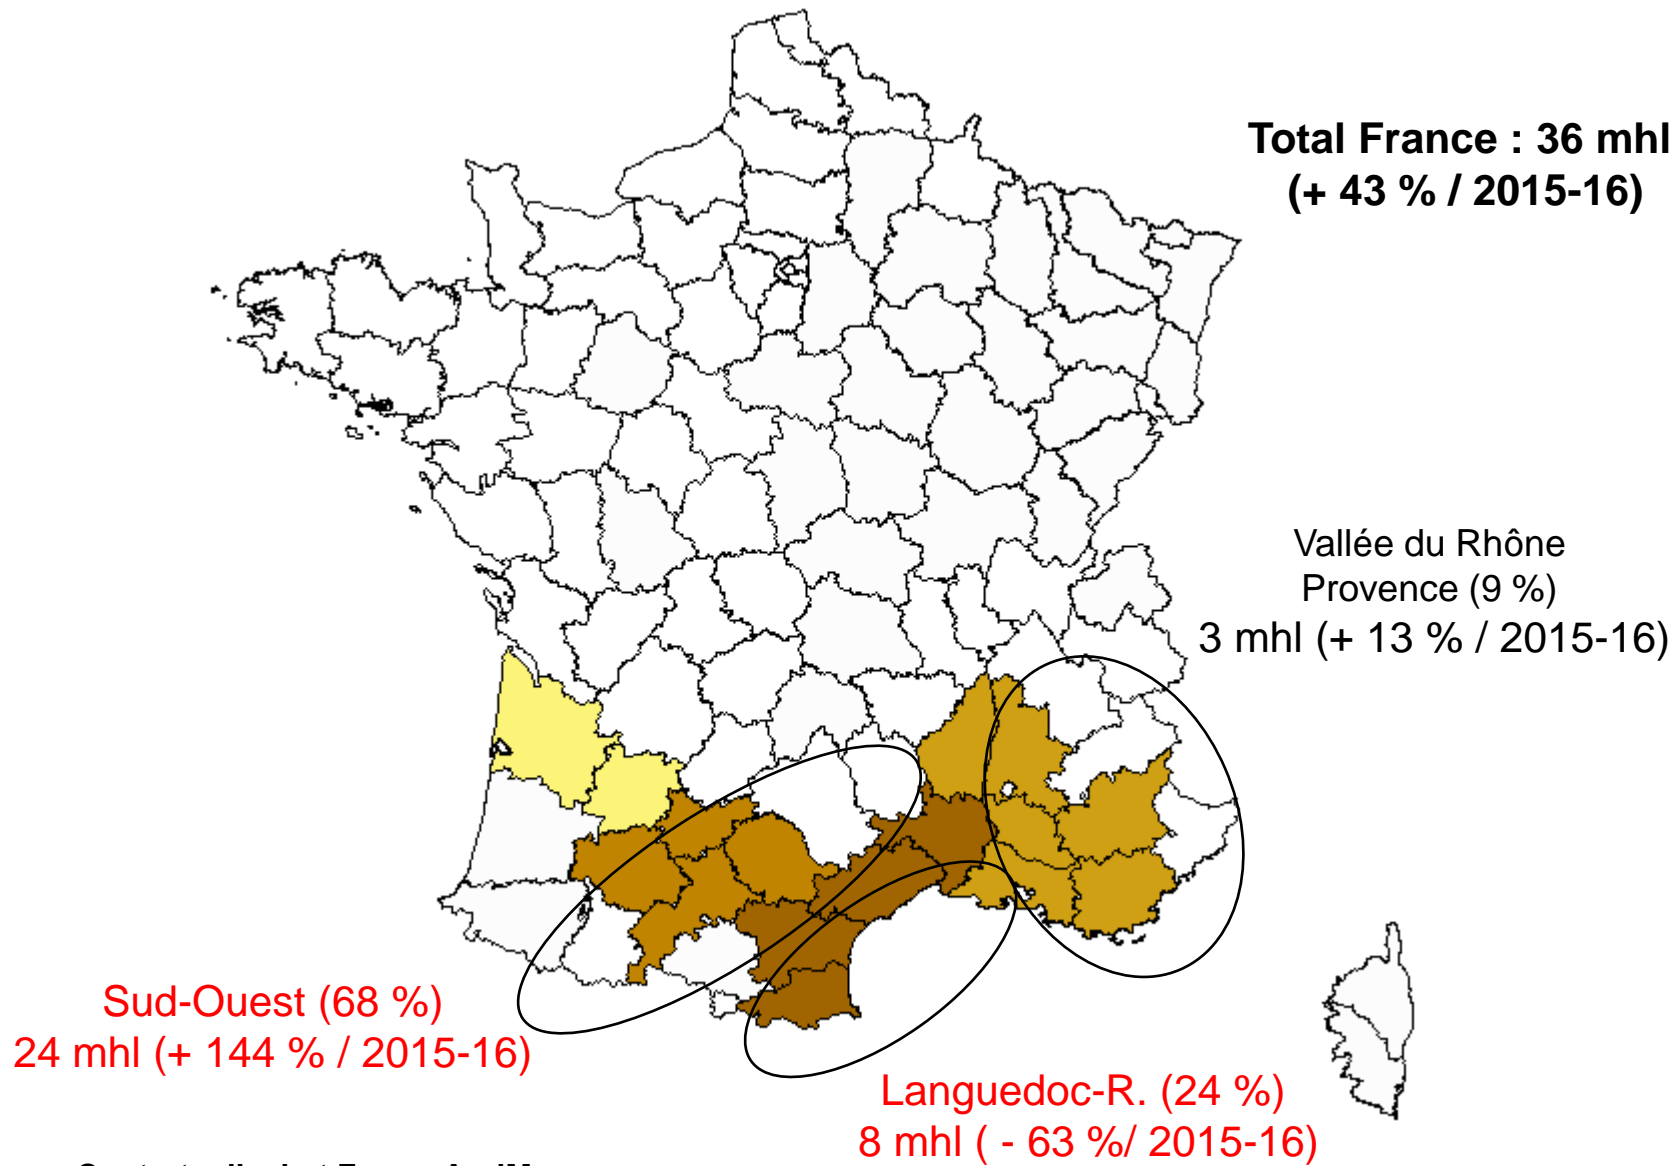 Total France : 36 mhl
(+ 43 % / 2015-16)
Vallée du Rhône
Provence (9 %)
3 mhl (+ 13 % / 2015-16)
Sud-Ouest (68 %)
24 mhl (+ 144 % / 2015-16)
Languedoc-R. (24 %)
8 mhl ( - 63 %/ 2015-16)